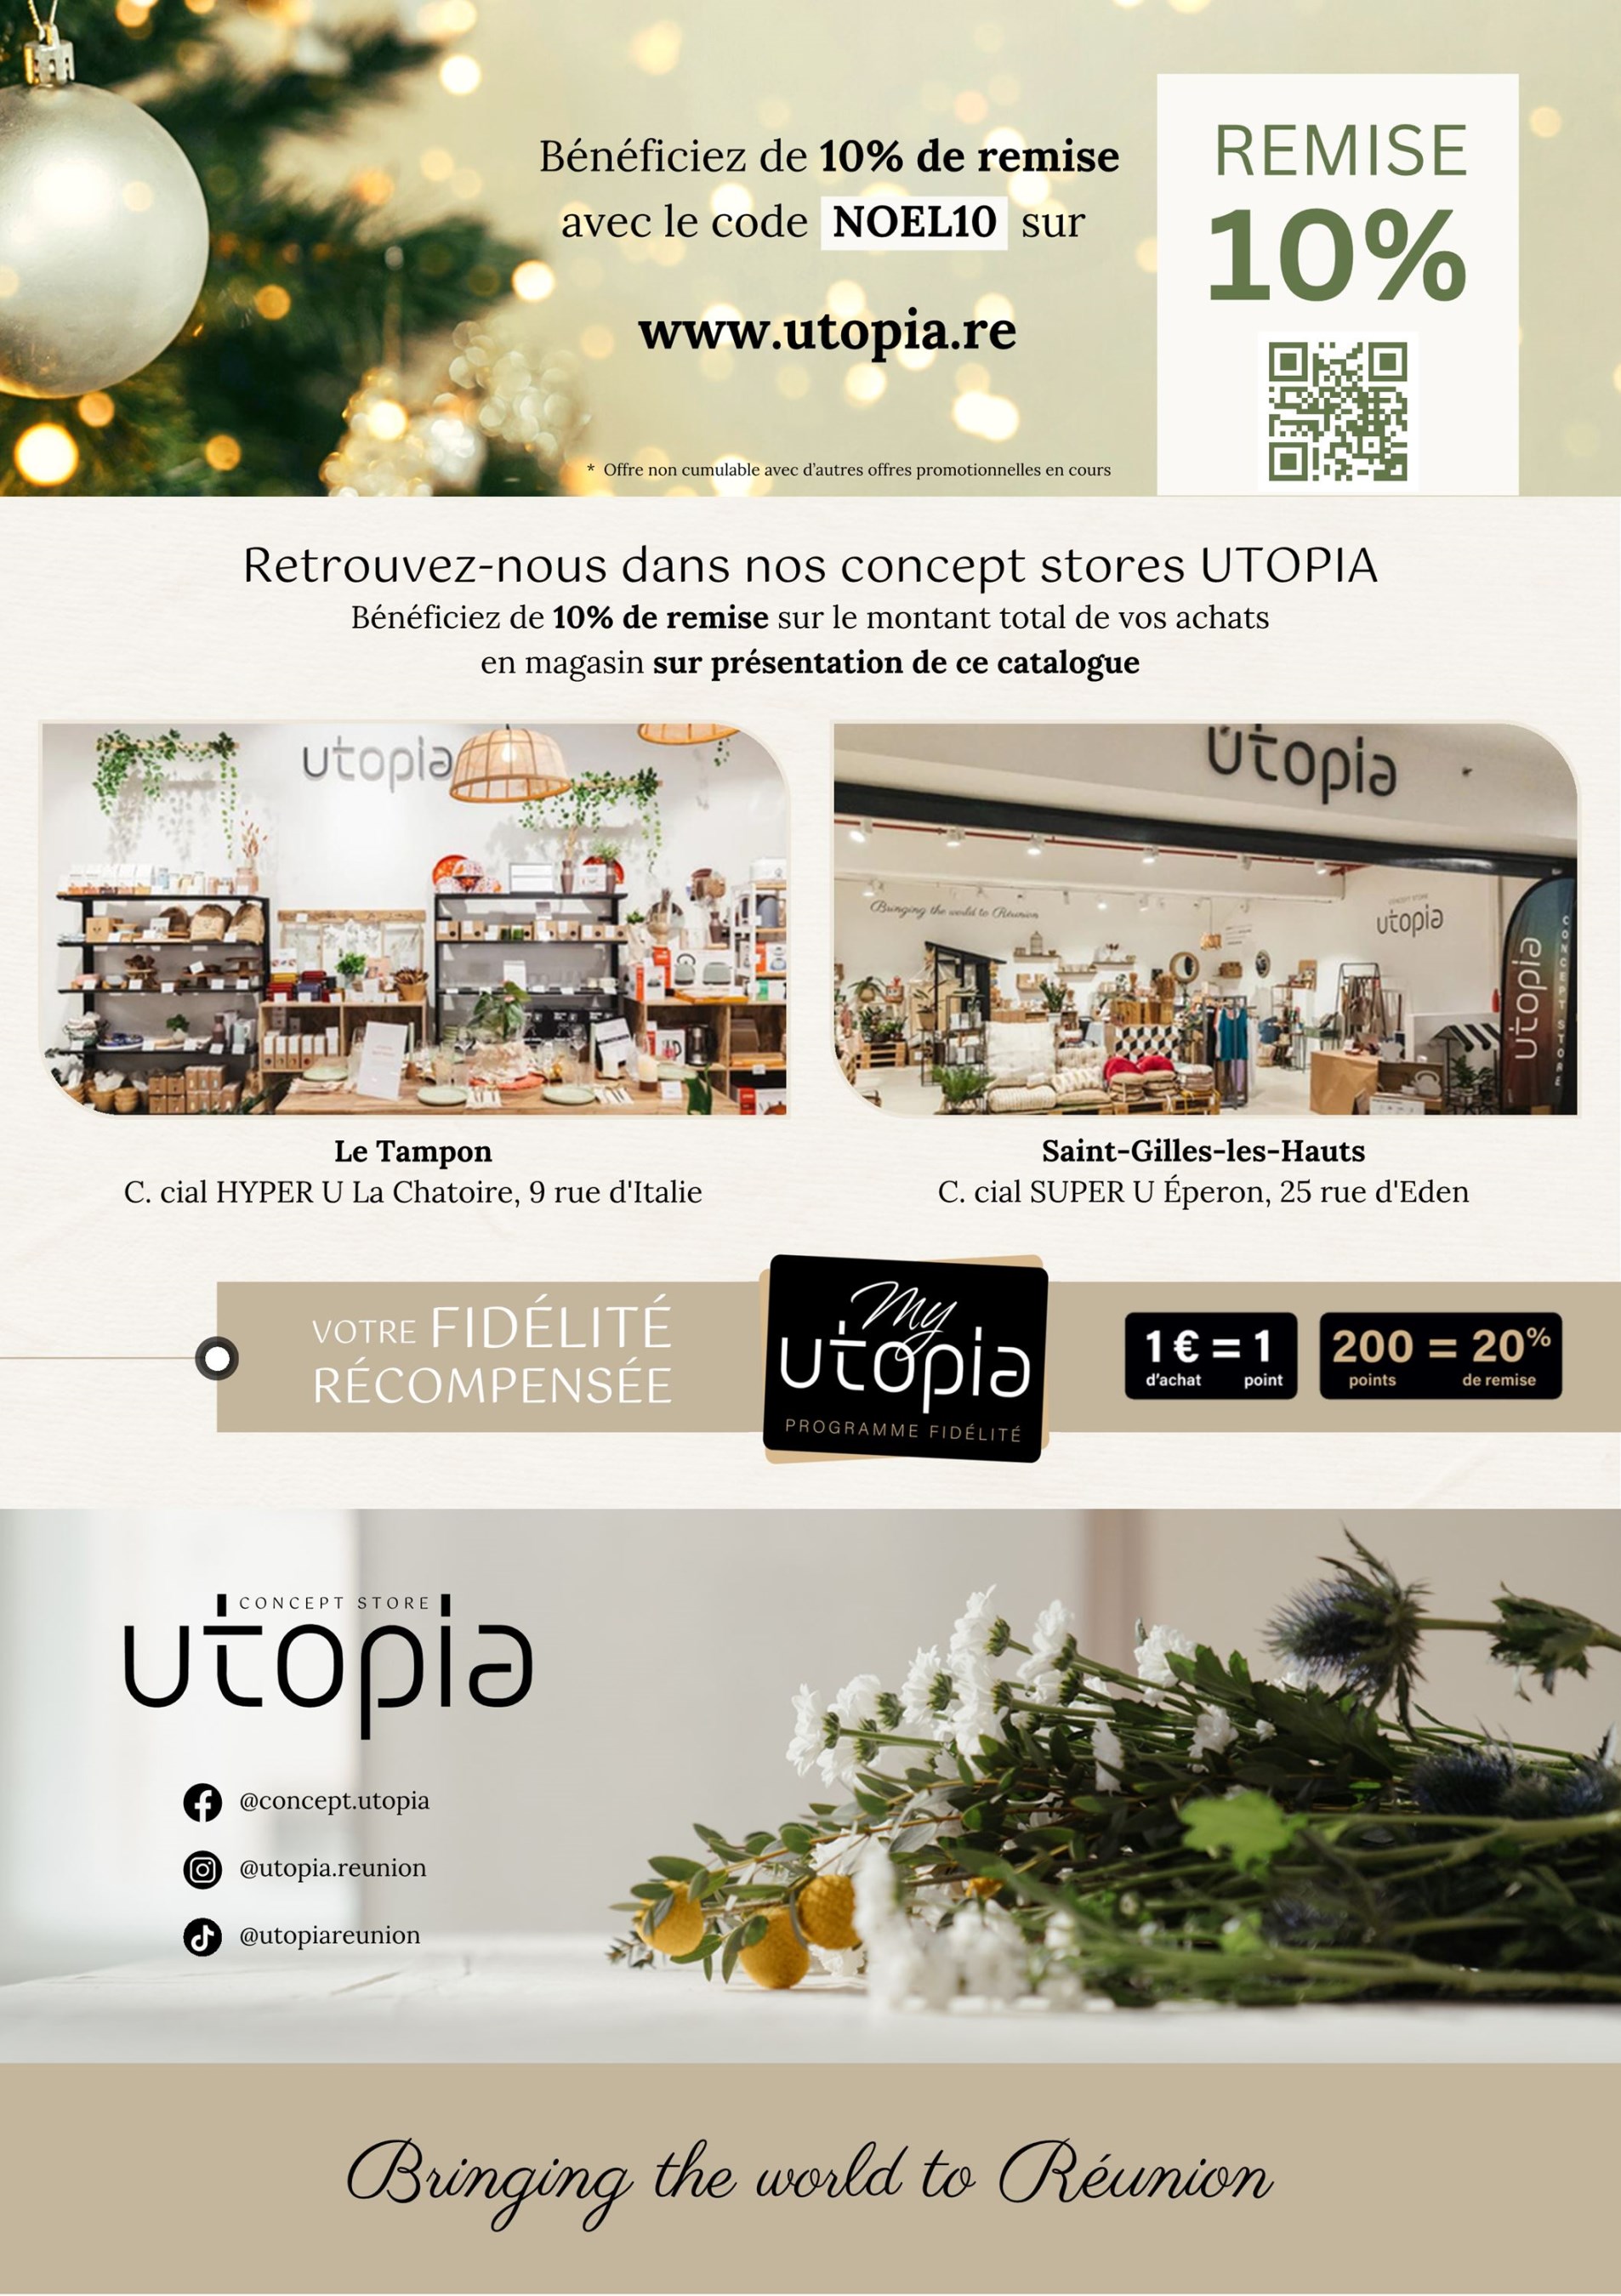 Bénéficiez de 10% de remise
avec le code NOEL10 sur
www.utopia.re
* Offre non cumulable avec d'autres offres promotionnelles en cours
REMISE
10%
Retrouvez-nous dans nos concept stores UTOPIA
Bénéficiez de 10% de remise sur le montant total de vos achats
en magasin sur présentation de ce catalogue
utopia
utopia
Bringing the world to Réunion
utopia
utopia
CONCEPT STORE
Le Tampon
C. cial HYPER U La Chatoire, 9 rue d'Italie
Saint-Gilles-les-Hauts
C. cial SUPER U Éperon, 25 rue d'Eden
VOTRE FIDÉLITÉ
RÉCOMPENSÉE
My
utopia
PROGRAMME FIDÉLITÉ
1 € = 1
d'achat point
200 = 20%
points de remise
CONCEPT STORE
utopia
@concept.utopia
@utopia.reunion
@utopiareunion
Bringing the world to Réunion